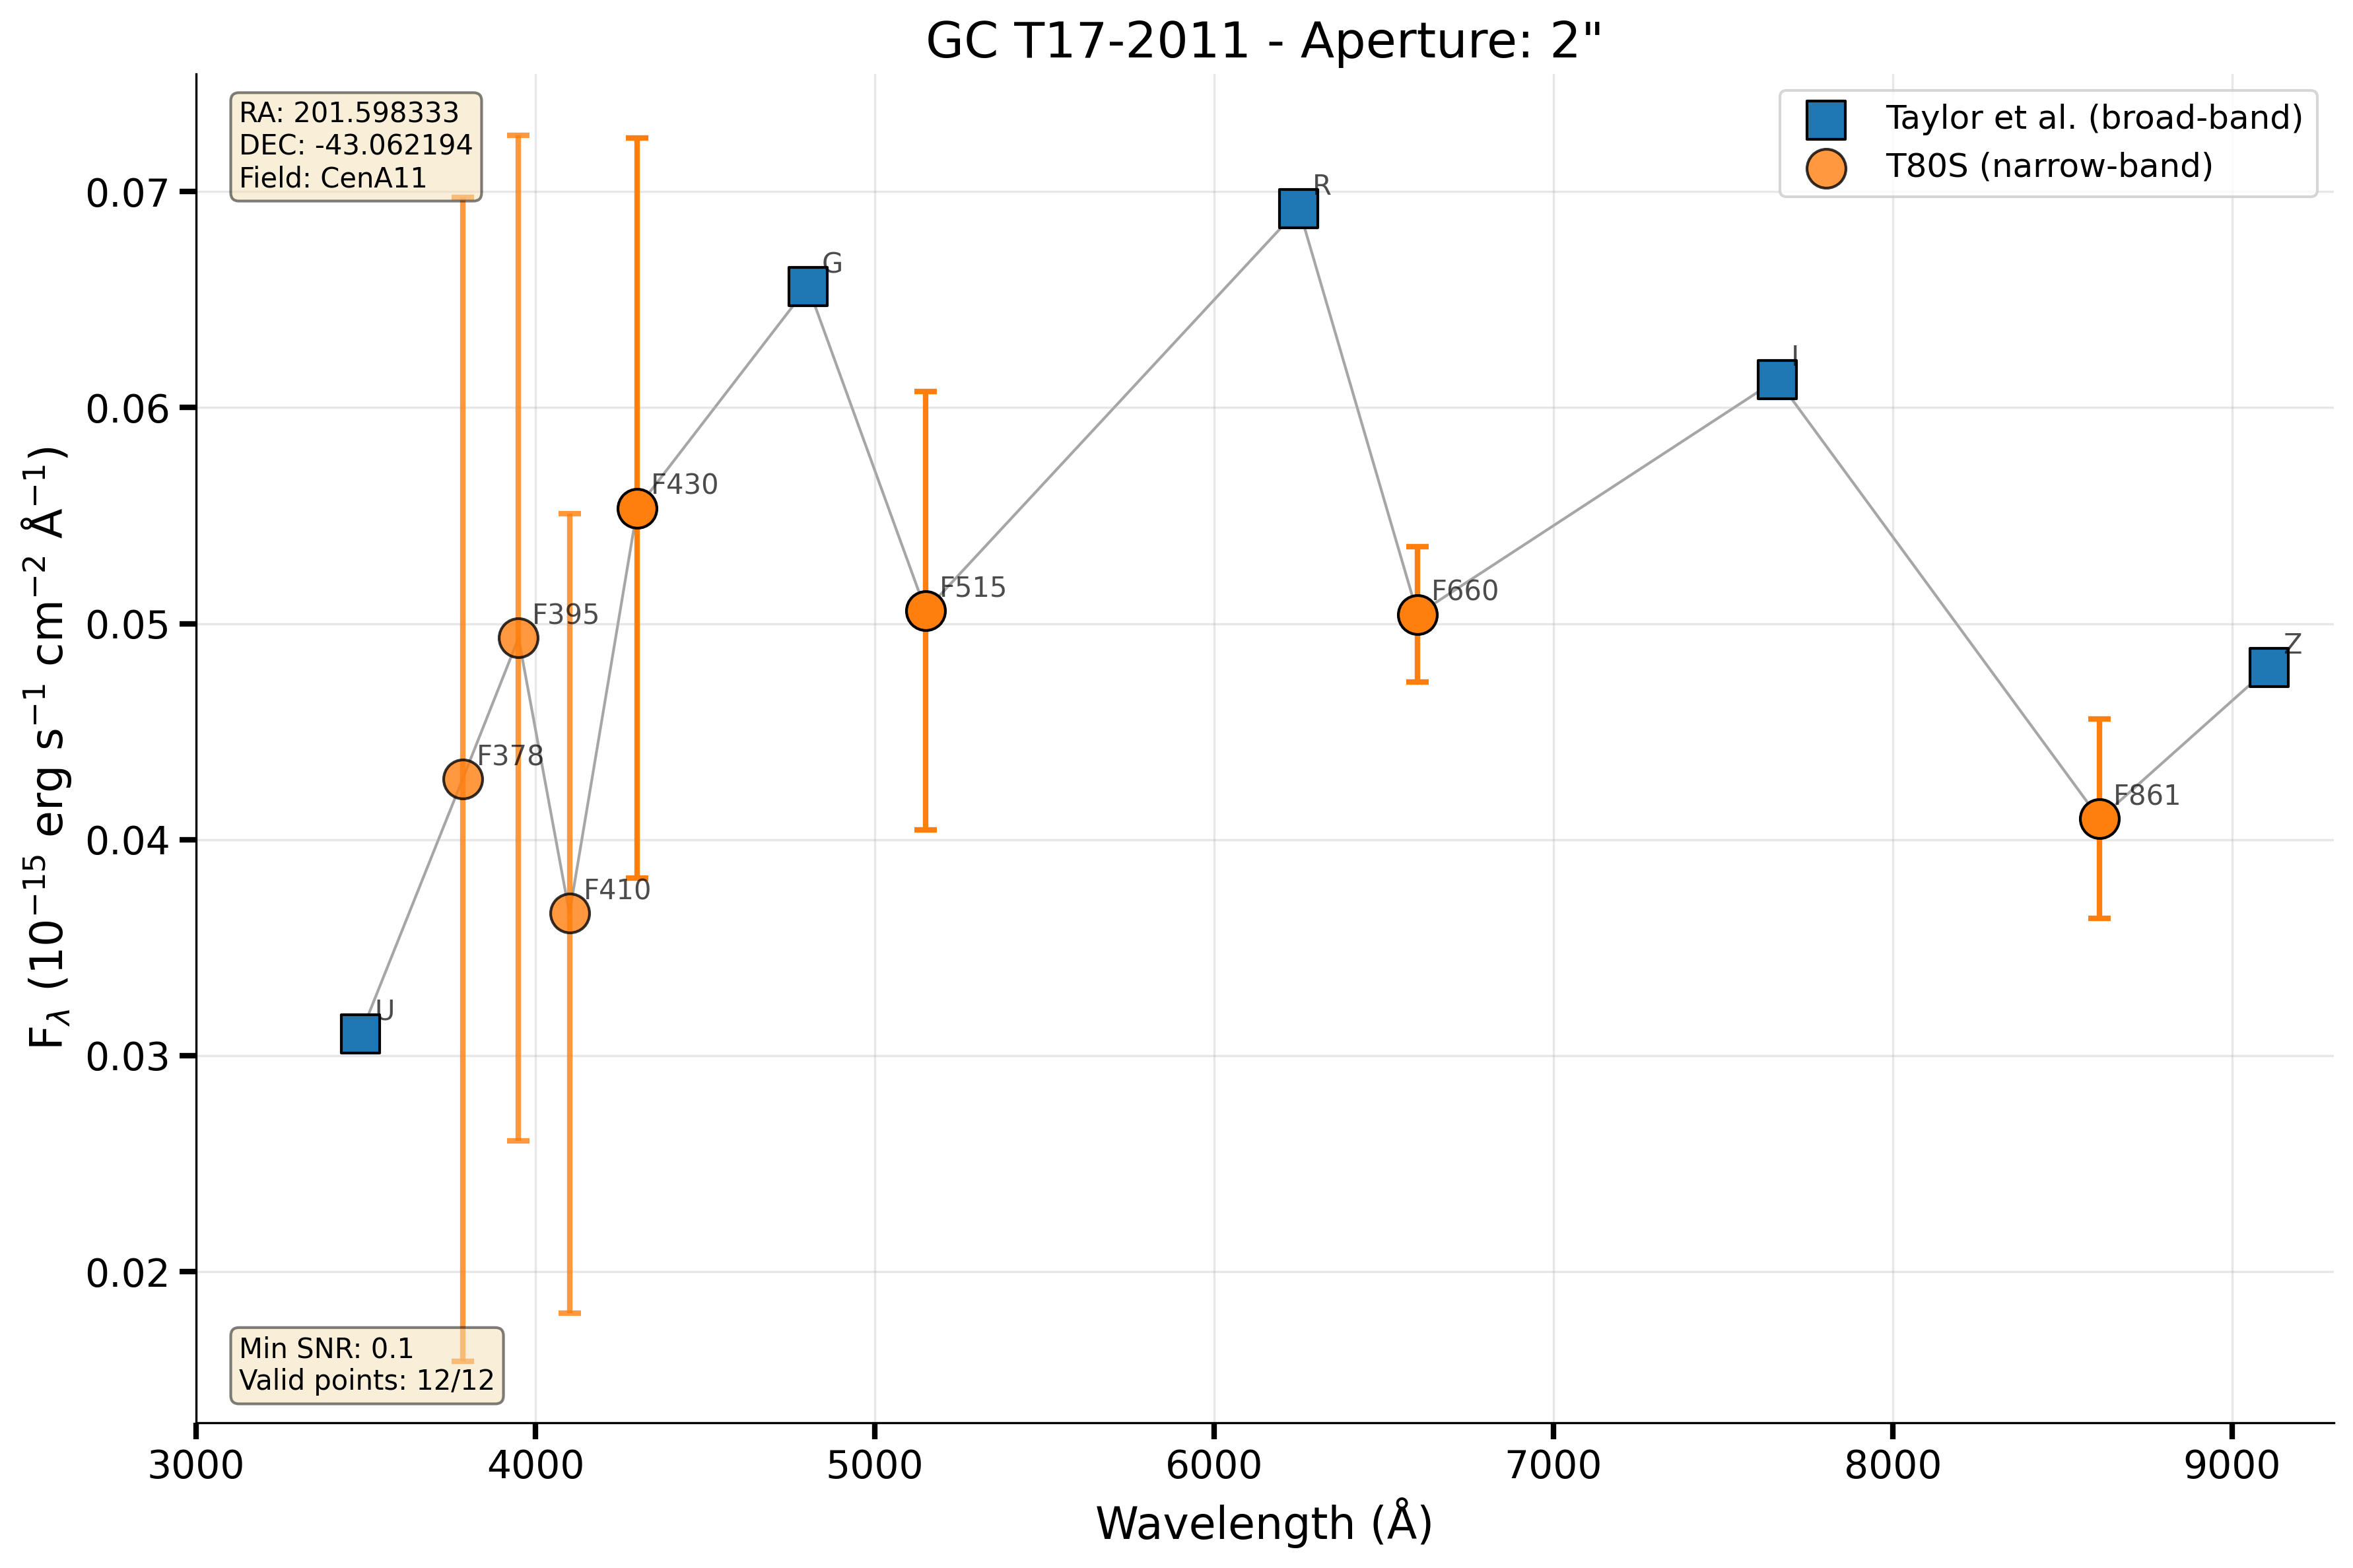 GC T17-2011 - Aperture: 2"
RA: 201.598333
DEC: -43.062194
Field: CenA11
Taylor et al. (broad-band)
T80S (narrow-band)
F_λ (10⁻¹⁵ erg s⁻¹ cm⁻² Å⁻¹)
0.07
0.06
0.05
0.04
0.03
0.02
U
F378
F395
F410
F430
G
F515
R
F660
I
F861
Z
Min SNR: 0.1
Valid points: 12/12
3000 4000 5000 6000 7000 8000 9000
Wavelength (Å)